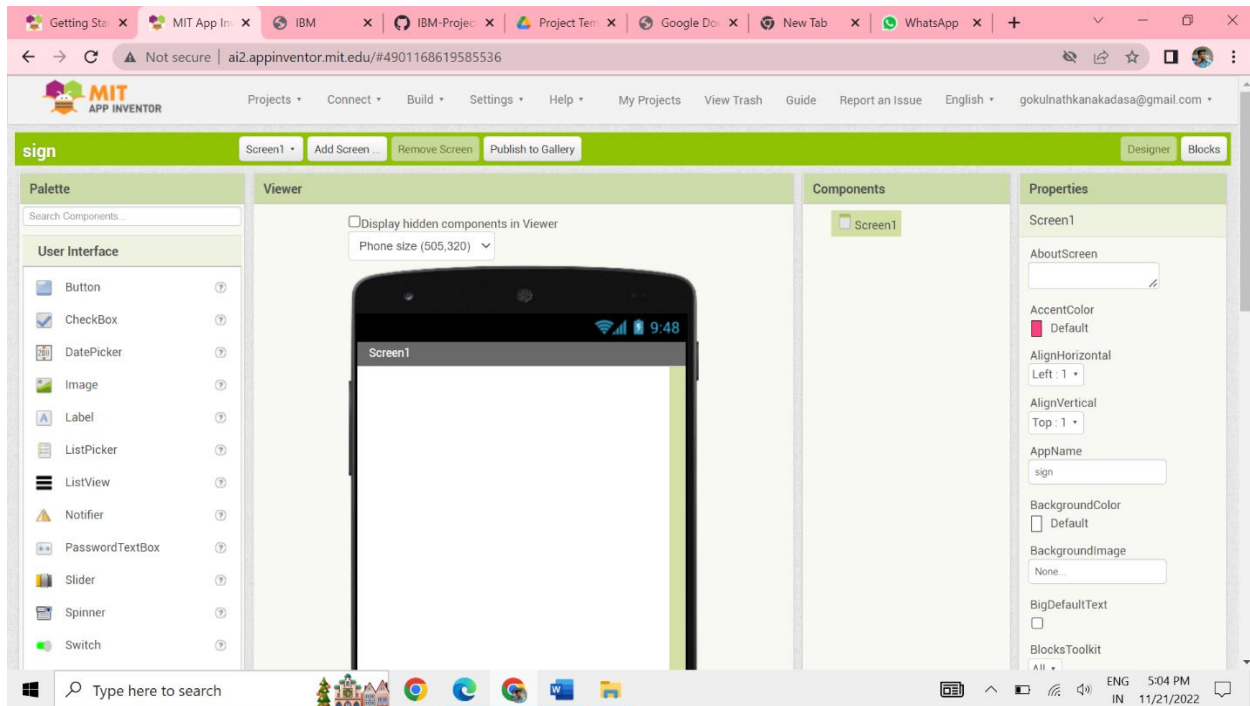 Getting Star
MIT App Inv
IBM
IBM-Projec
Project Tem
Google Doc
New Tab
WhatsApp
Not secure | ai2.appinventor.mit.edu/#4901168619585536
MIT
APP INVENTOR
Projects Connect Build Settings Help My Projects View Trash Guide Report an Issue English gokulnathkanakadasa@gmail.com
sign Screen1 Add Screen ... Remove Screen Publish to Gallery Designer Blocks
Palette
Search Components...
User Interface
Button
CheckBox
DatePicker
Image
Label
ListPicker
ListView
Notifier
PasswordTextBox
Slider
Spinner
Switch
Viewer
Display hidden components in Viewer
Phone size (505,320)
9:48
Screen1
Components
Screen1
Properties
Screen1
AboutScreen
AccentColor
Default
AlignHorizontal
Left : 1
AlignVertical
Top : 1
AppName
sign
BackgroundColor
Default
BackgroundImage
None...
BigDefaultText
BlocksToolkit
All
Type here to search
ENG
IN
5:04 PM
11/21/2022